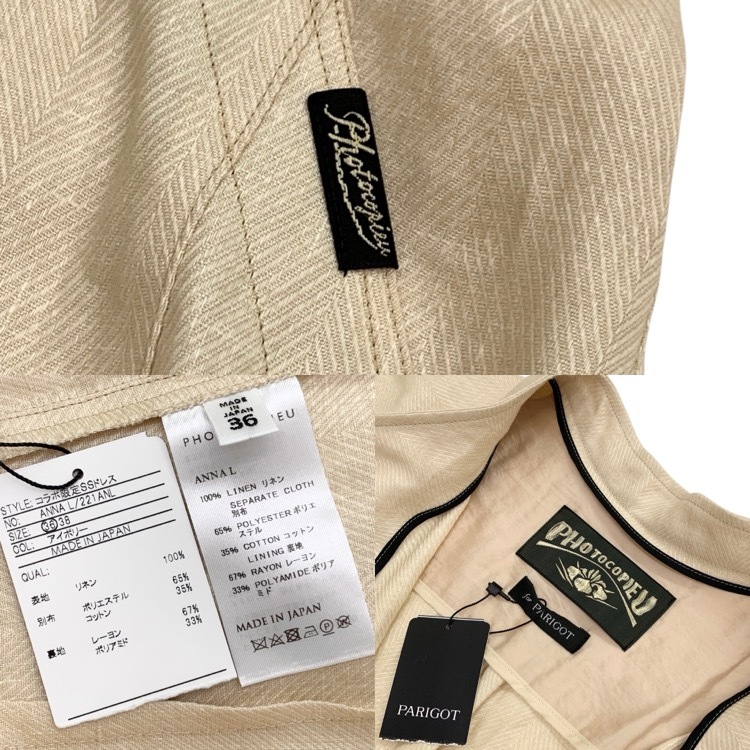 Photocopieu
STYLE: コラボ限定SSドレス
NO: ANNA L/221ANL
SIZE: 36 38
COL: アイボリー
MADE IN JAPAN
QUAL:
100%
表地 リネン
65%
別布 ポリエステル 35%
コットン
67%
裏地 レーヨン 33%
ポリアミド
MADE IN
JAPAN
36
PHO EU
ANNA L
100% LINEN リネン
SEPARATE CLOTH
別布
65% POLYESTER ポリエ
ステル
35% COTTON コットン
LINING 裏地
67% RAYON レーヨン
33% POLYAMIDE ポリア
ミド
MADE IN JAPAN
PHOTOCOPIEU
for PARIGOT
PARIGOT